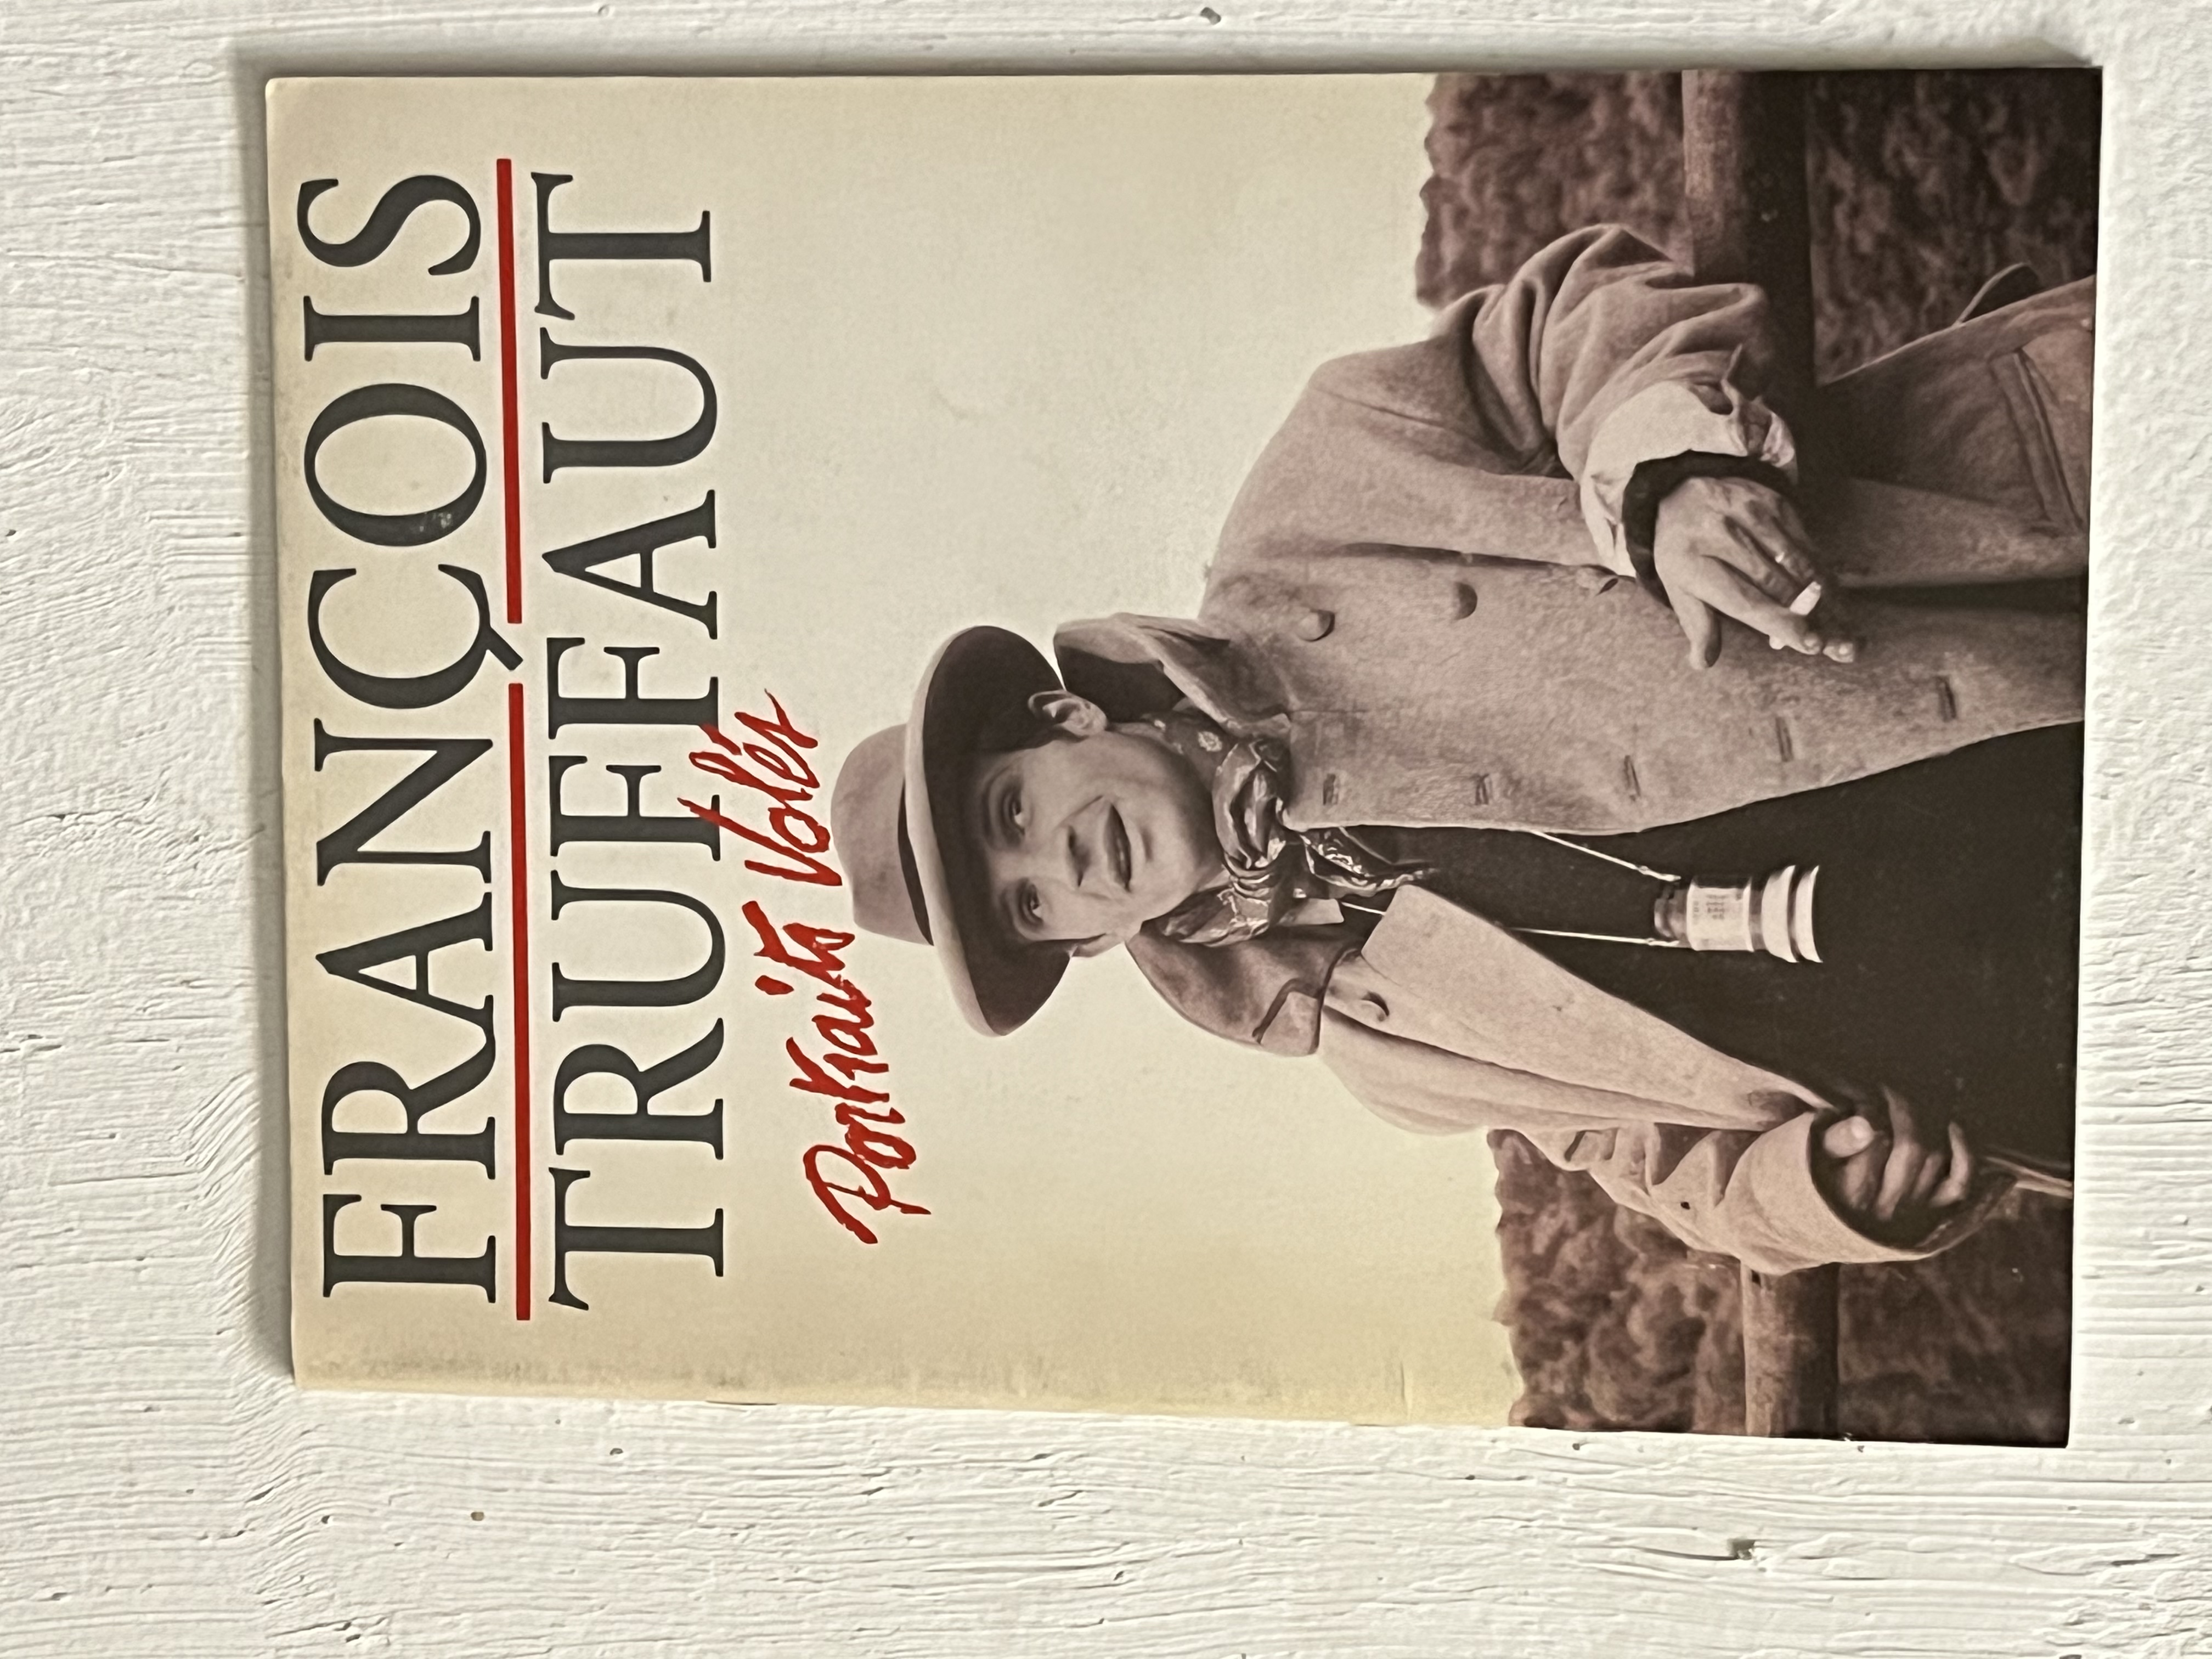 FRANÇOIS
TRUFFAUT
Portraits Volés